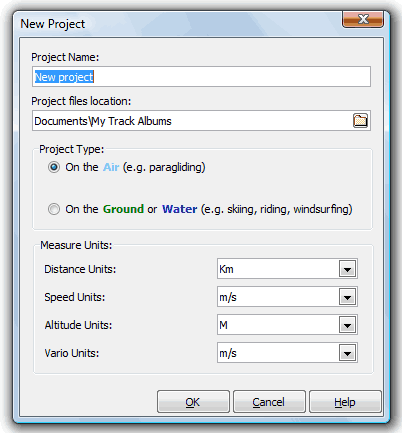 New Project
Project Name:
New project
Project files location:
Documents\My Track Albums
Project Type:
On the Air (e.g. paragliding)
On the Ground or Water (e.g. skiing, riding, windsurfing)
Measure Units:
Distance Units: Km
Speed Units: m/s
Altitude Units: M
Vario Units: m/s
OK Cancel Help